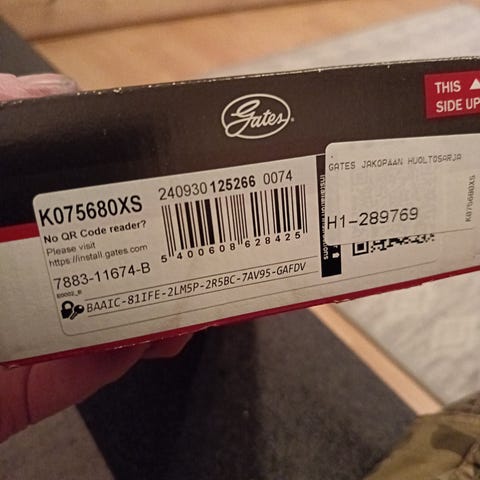 Gates
THIS
SIDE UP
K075680XS
240930 125266 0074
No QR Code reader?
Please visit
https://install.gates.com
5 400608 628425
7883-11674-B
E0002_B
BAAIC-81IFE-2LM5P-2R5BC-7AV95-GAFDV
GATES JAKOPAAN HUOLTOSARJA
H1-289769
K075680XS